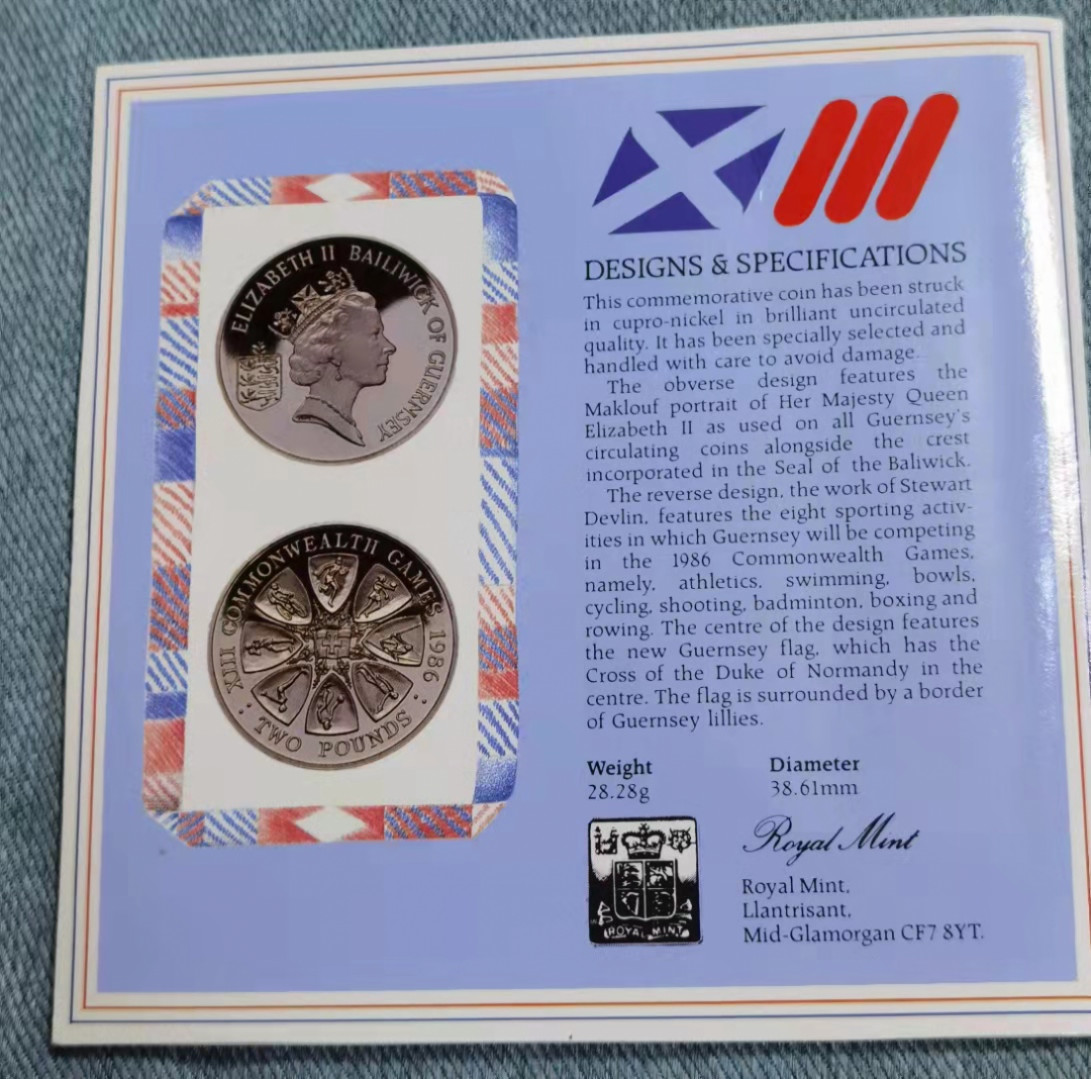 ELIZABETH II BAILIWICK OF GUERNSEY
XIII COMMONWEALTH GAMES 1986
TWO POUNDS
DESIGNS & SPECIFICATIONS
This commemorative coin has been struck
in cupro-nickel in brilliant uncirculated
quality. It has been specially selected and
handled with care to avoid damage.
The obverse design features the
Maklouf portrait of Her Majesty Queen
Elizabeth II as used on all Guernsey's
circulating coins alongside the crest
incorporated in the Seal of the Baliwick.
The reverse design, the work of Stewart
Devlin, features the eight sporting activ-
ities in which Guernsey will be competing
in the 1986 Commonwealth Games,
namely, athletics, swimming, bowls,
cycling, shooting, badminton, boxing and
rowing. The centre of the design features
the new Guernsey flag, which has the
Cross of the Duke of Normandy in the
centre. The flag is surrounded by a border
of Guernsey lillies.
Weight
28.28g
Diameter
38.61mm
ROYAL MINT
Royal Mint
Royal Mint,
Llantrisant,
Mid-Glamorgan CF7 8YT.